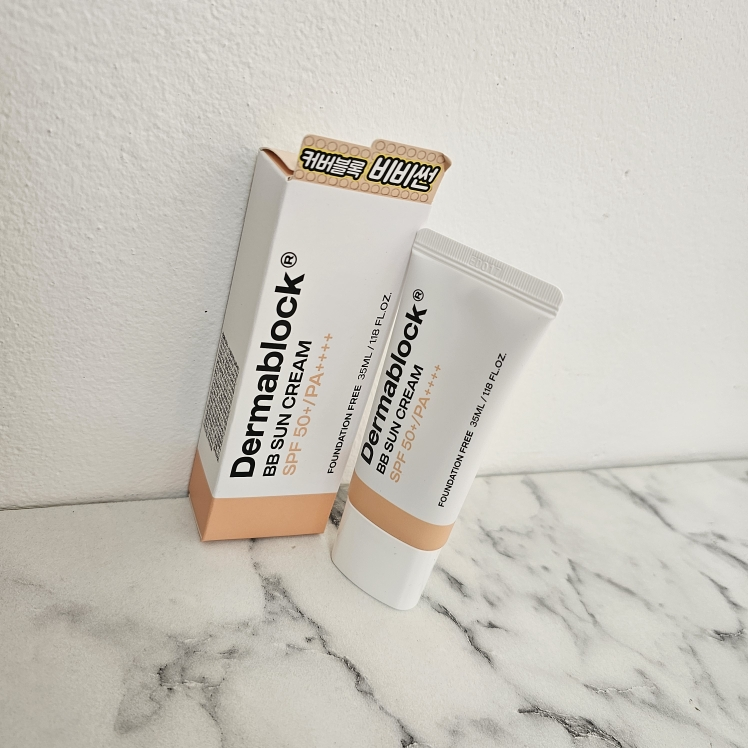 커버블록
선비비
Dermablock®
BB SUN CREAM
SPF 50+/PA++++
FOUNDATION FREE 35ML / 1.18 FL.OZ.
Dermablock®
BB SUN CREAM
SPF 50+/PA++++
FOUNDATION FREE 35ML / 1.18 FL.OZ.